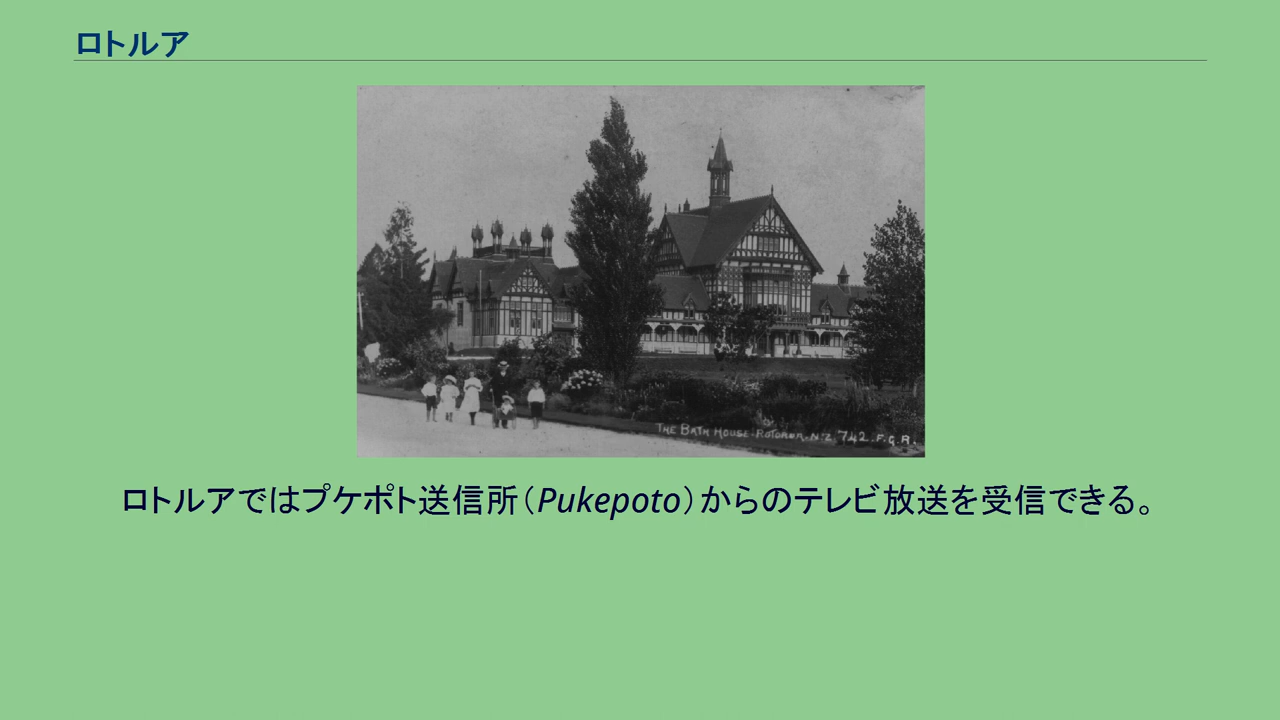 ロトルア
THE BATH HOUSE. ROTORUA. N.Z. 742. F.G.R.
ロトルアではプケポト送信所（Pukepoto）からのテレビ放送を受信できる。